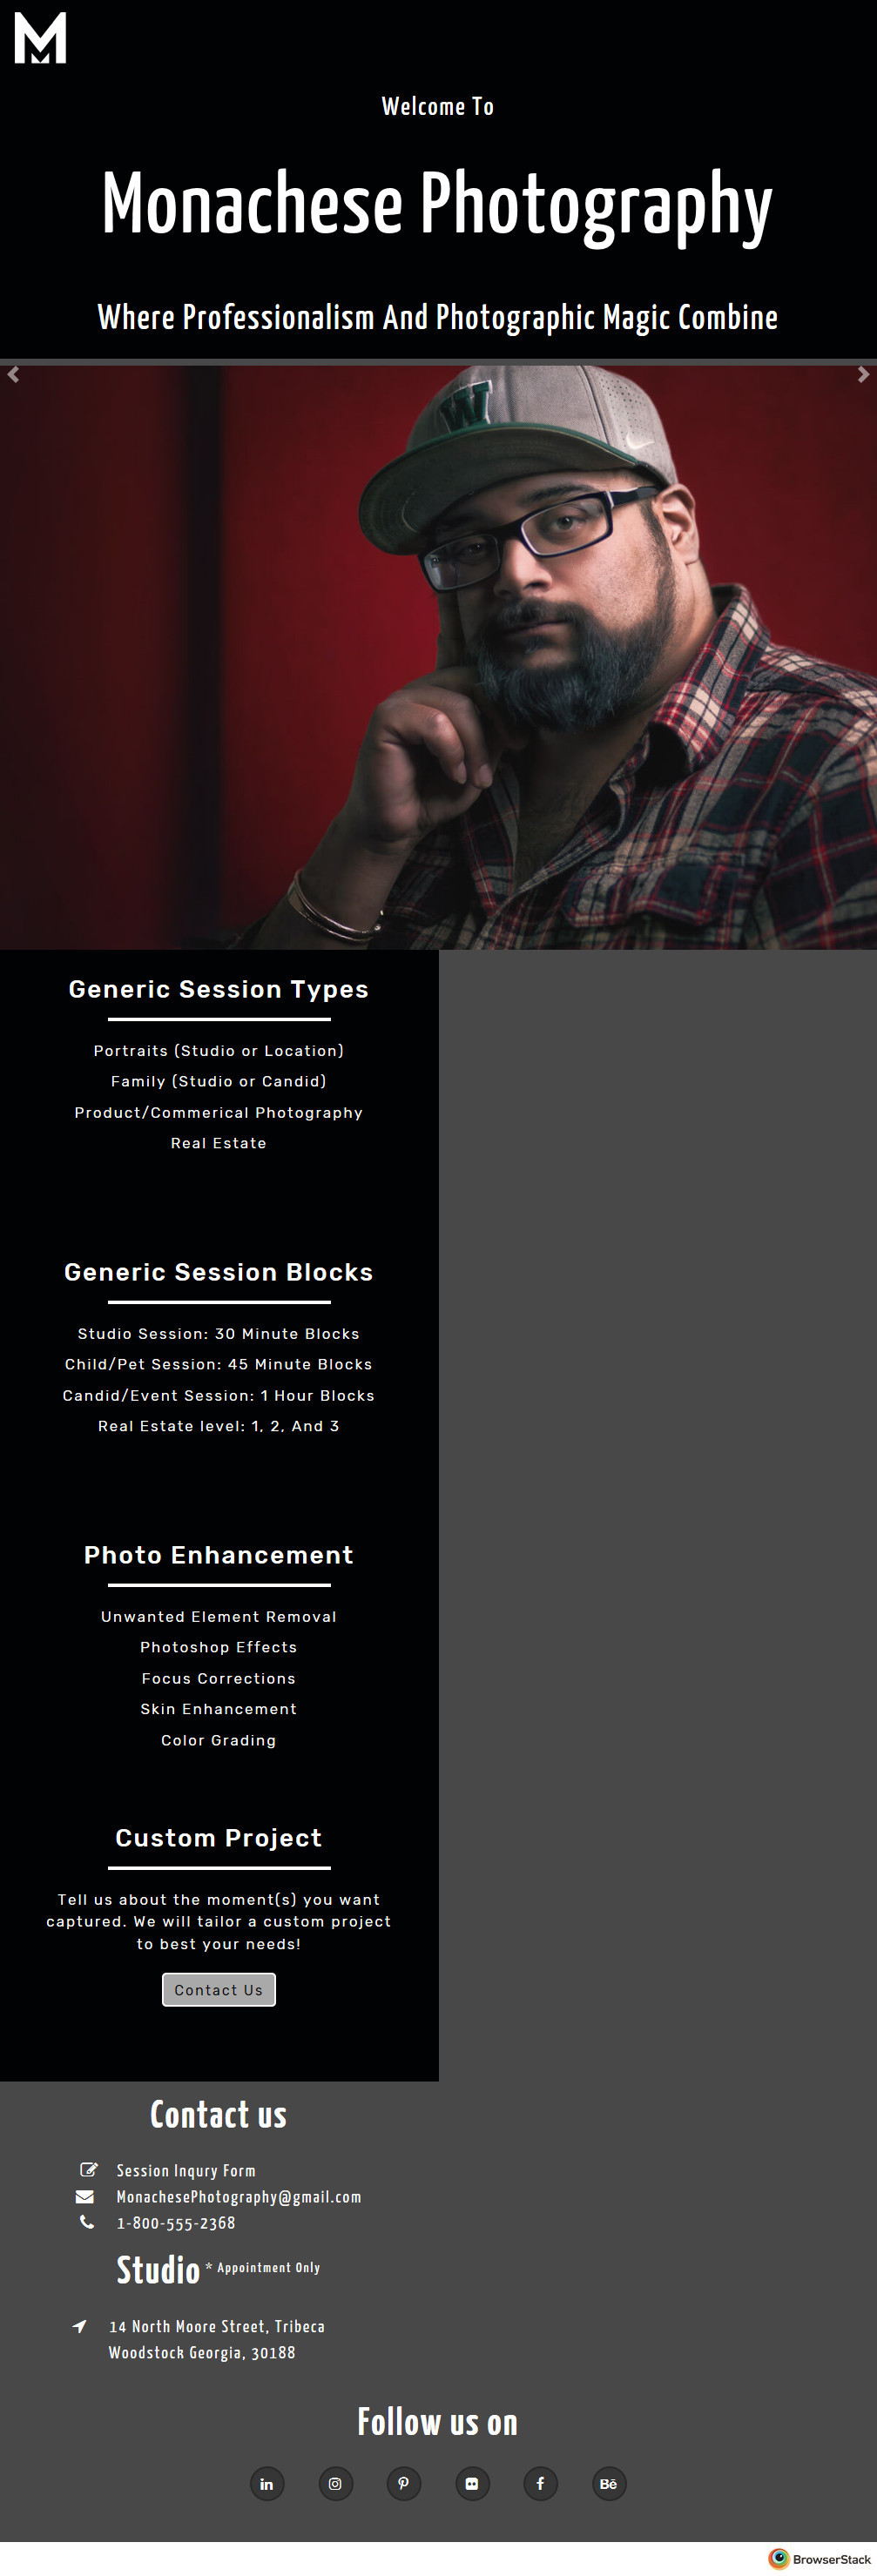 M
Welcome To
Monachese Photography
Where Professionalism And Photographic Magic Combine
W
Generic Session Types
Portraits (Studio or Location)
Family (Studio or Candid)
Product/Commerical Photography
Real Estate
Generic Session Blocks
Studio Session: 30 Minute Blocks
Child/Pet Session: 45 Minute Blocks
Candid/Event Session: 1 Hour Blocks
Real Estate level: 1, 2, And 3
Photo Enhancement
Unwanted Element Removal
Photoshop Effects
Focus Corrections
Skin Enhancement
Color Grading
Custom Project
Tell us about the moment(s) you want
captured. We will tailor a custom project
to best your needs!
Contact Us
Contact us
Session Inqury Form
MonachesePhotography@gmail.com
1-800-555-2368
Studio * Appointment Only
14 North Moore Street, Tribeca
Woodstock Georgia, 30188
Follow us on
in
f
Bē
BrowserStack